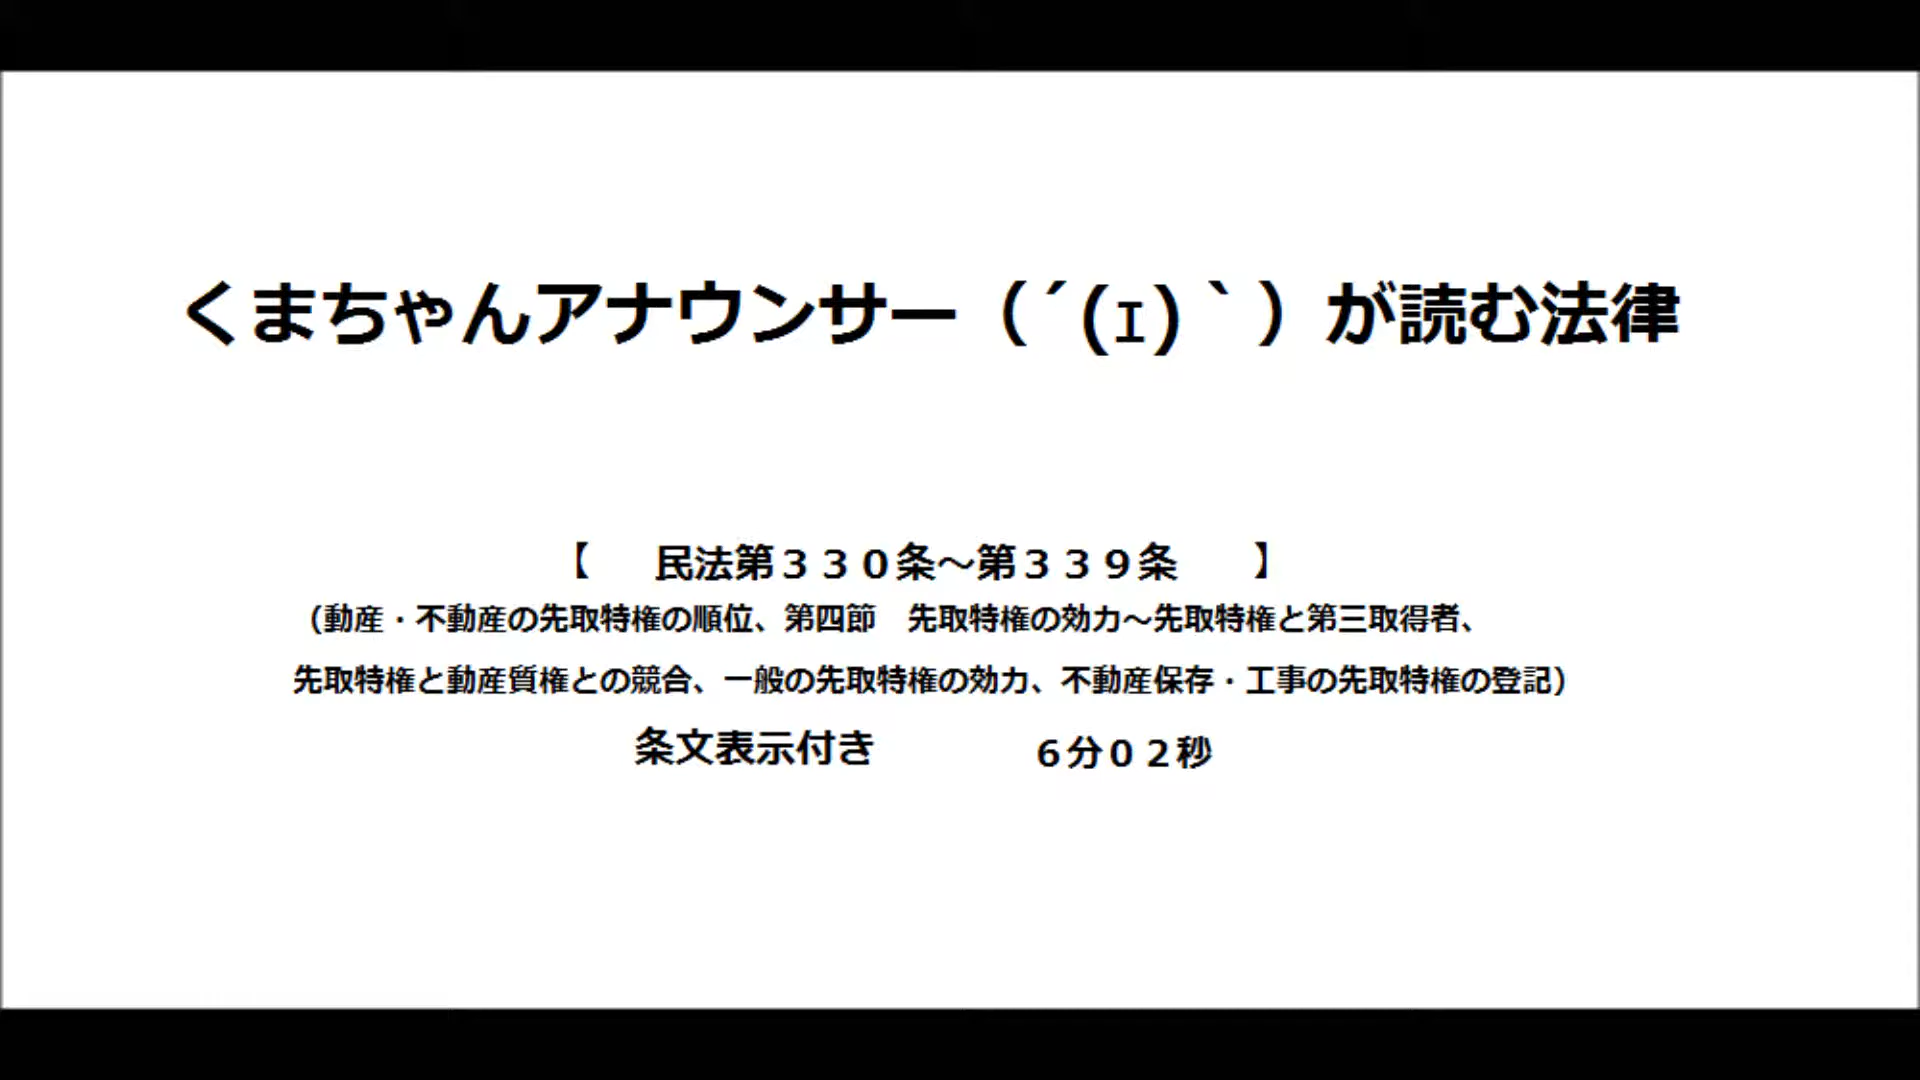 くまちゃんアナウンサー（´(ｴ)｀）が読む法律
【　民法第３３０条～第３３９条　】
（動産・不動産の先取特権の順位、第四節　先取特権の効力～先取特権と第三取得者、
先取特権と動産質権との競合、一般の先取特権の効力、不動産保存・工事の先取特権の登記）
条文表示付き　６分０２秒